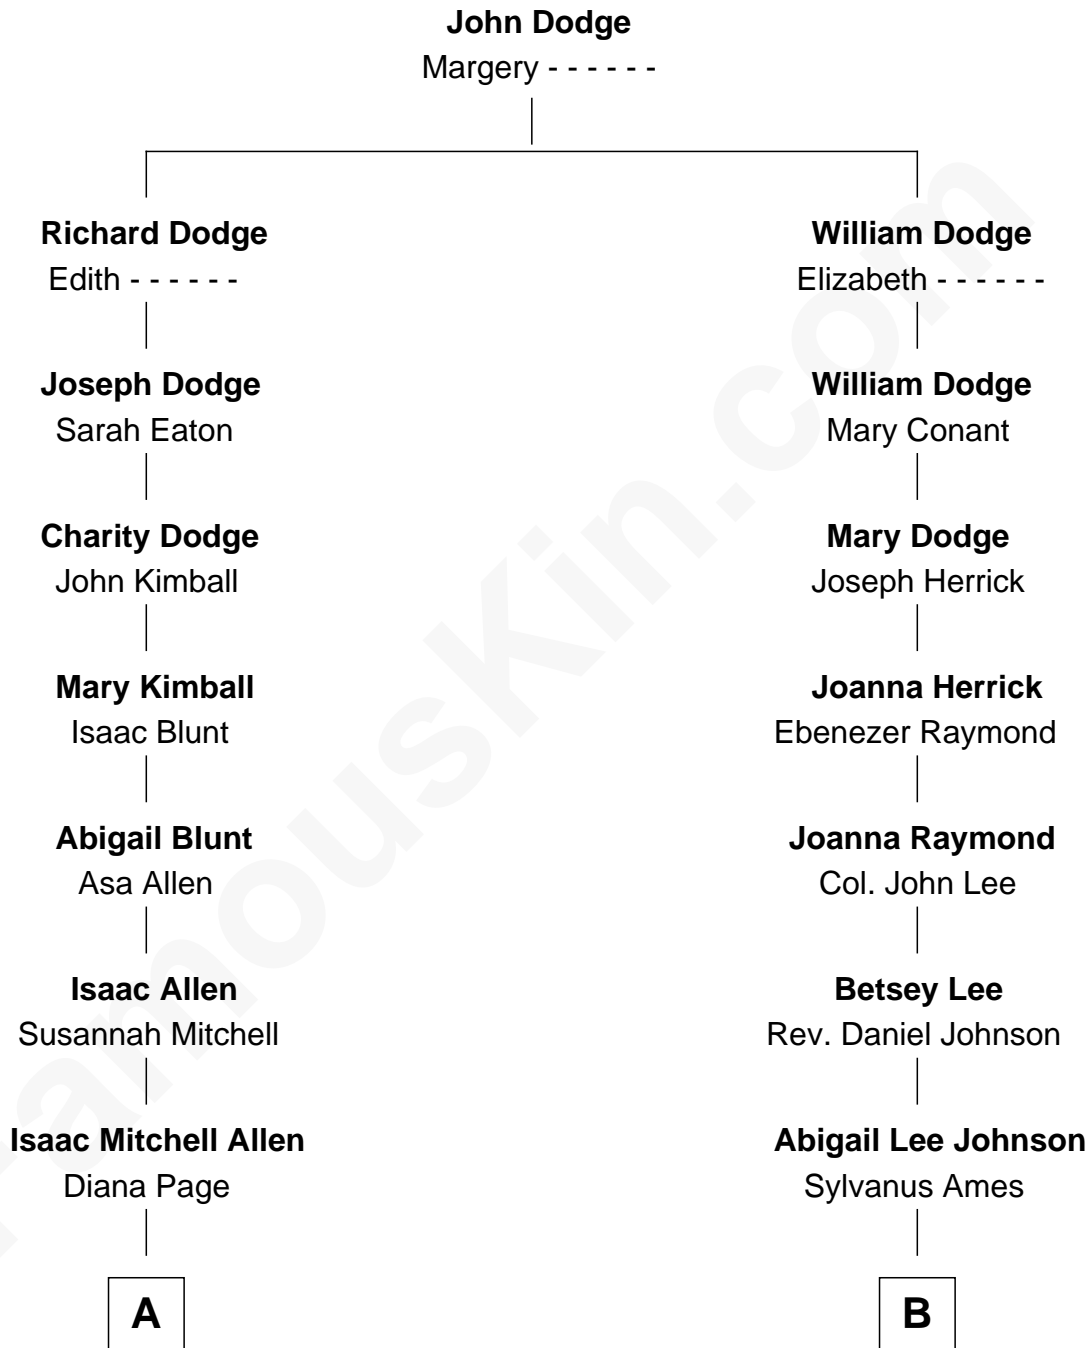 John Dodge
Margery - - - - - -
Richard Dodge
Edith - - - - - -
William Dodge
Elizabeth - - - - - -
Joseph Dodge
Sarah Eaton
William Dodge
Mary Conant
Charity Dodge
John Kimball
Mary Dodge
Joseph Herrick
Mary Kimball
Isaac Blunt
Joanna Herrick
Ebenezer Raymond
Abigail Blunt
Asa Allen
Joanna Raymond
Col. John Lee
Isaac Allen
Susannah Mitchell
Betsey Lee
Rev. Daniel Johnson
Isaac Mitchell Allen
Diana Page
Abigail Lee Johnson
Sylvanus Ames
A
B
FamousKin.com